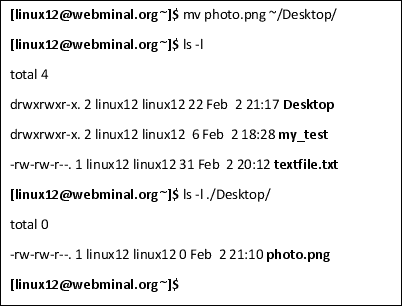 [linux12@webminal.org~]$ mv photo.png ~/Desktop/
[linux12@webminal.org~]$ ls -l
total 4
drwxrwxr-x. 2 linux12 linux12 22 Feb  2 21:17 Desktop
drwxrwxr-x. 2 linux12 linux12  6 Feb  2 18:28 my_test
-rw-rw-r--. 1 linux12 linux12 31 Feb  2 20:12 textfile.txt
[linux12@webminal.org~]$ ls -l ./Desktop/
total 0
-rw-rw-r--. 1 linux12 linux12 0 Feb  2 21:10 photo.png
[linux12@webminal.org~]$